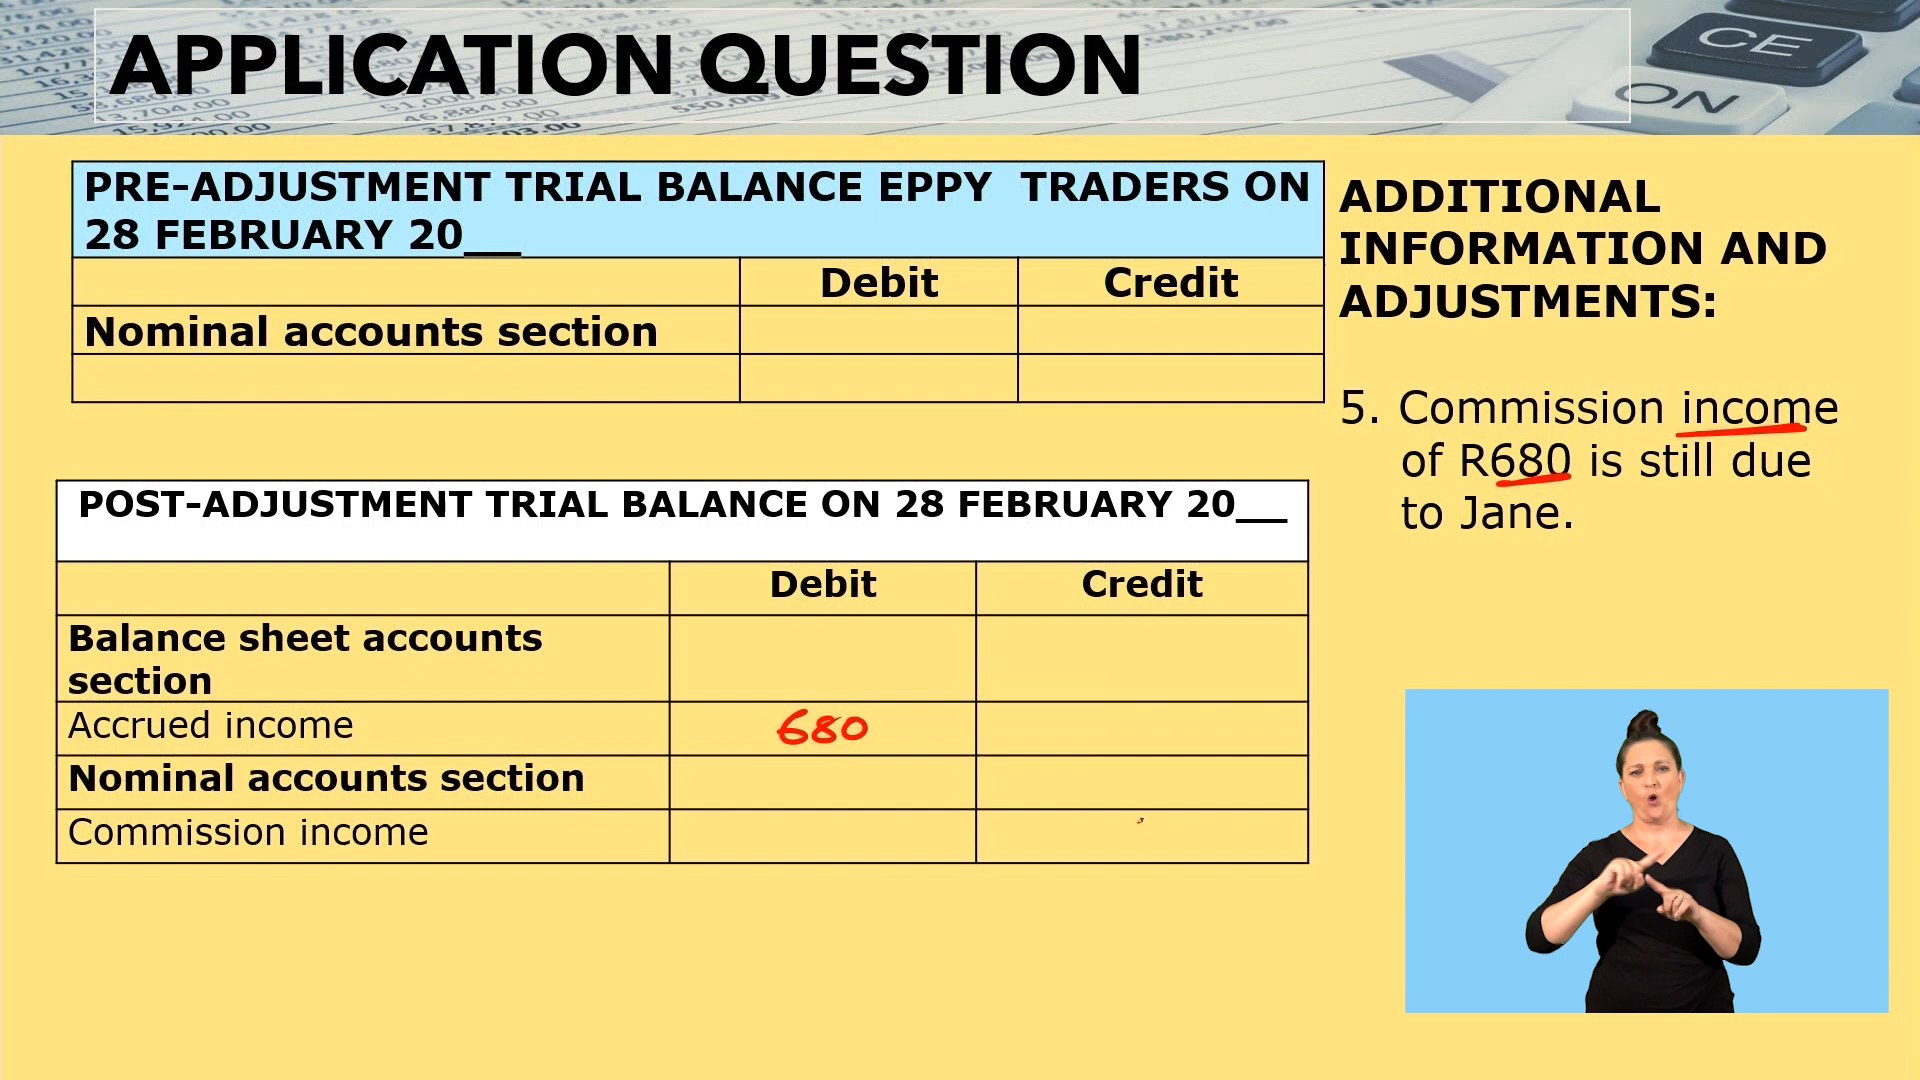 APPLICATION QUESTION
CE
ON
PRE-ADJUSTMENT TRIAL BALANCE EPPY TRADERS ON
28 FEBRUARY 20__
Debit Credit
Nominal accounts section
POST-ADJUSTMENT TRIAL BALANCE ON 28 FEBRUARY 20__
Debit Credit
Balance sheet accounts
section
Accrued income 680
Nominal accounts section
Commission income
ADDITIONAL
INFORMATION AND
ADJUSTMENTS:
5. Commission income
of R680 is still due
to Jane.